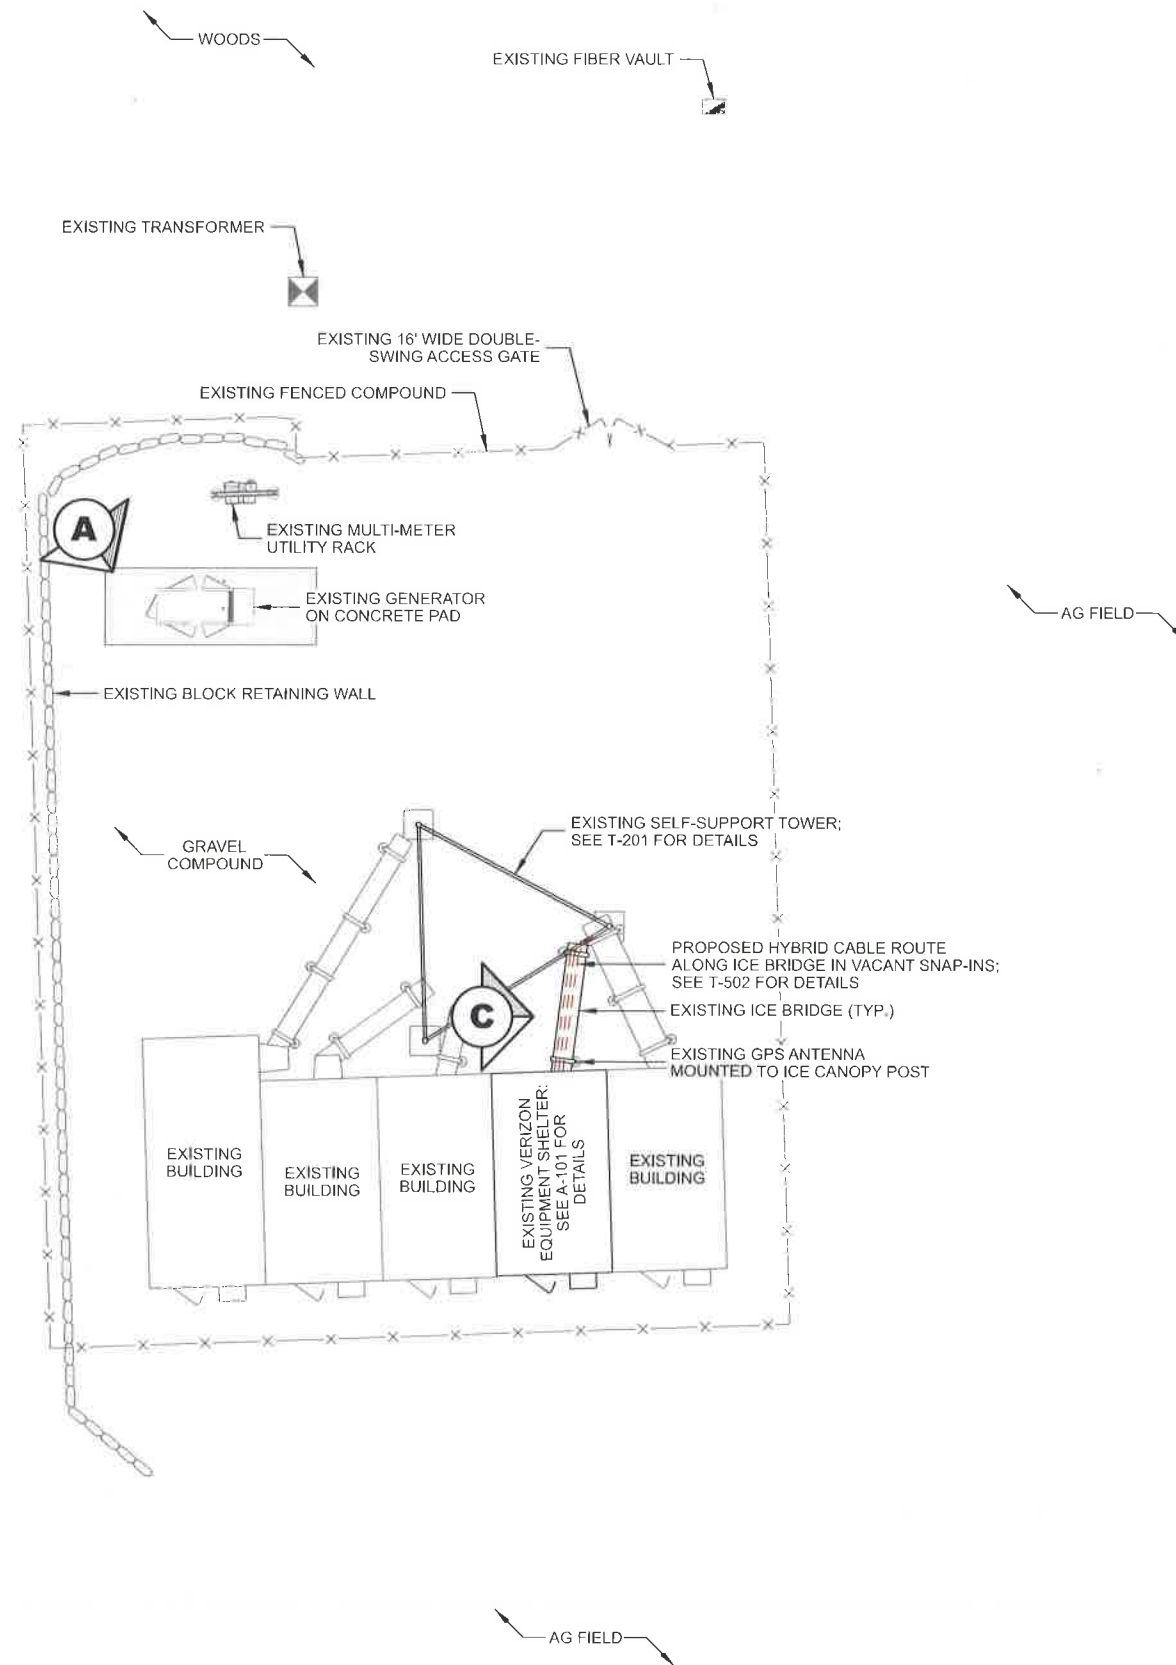 WOODS
EXISTING FIBER VAULT
EXISTING TRANSFORMER
EXISTING 16' WIDE DOUBLE-
SWING ACCESS GATE
EXISTING FENCED COMPOUND
A
EXISTING MULTI-METER
UTILITY RACK
EXISTING GENERATOR
ON CONCRETE PAD
AG FIELD
EXISTING BLOCK RETAINING WALL
EXISTING SELF-SUPPORT TOWER;
SEE T-201 FOR DETAILS
GRAVEL
COMPOUND
PROPOSED HYBRID CABLE ROUTE
ALONG ICE BRIDGE IN VACANT SNAP-INS;
SEE T-502 FOR DETAILS
C
EXISTING ICE BRIDGE (TYP.)
EXISTING GPS ANTENNA
MOUNTED TO ICE CANOPY POST
EXISTING
BUILDING
EXISTING
BUILDING
EXISTING
BUILDING
EXISTING VERIZON
EQUIPMENT SHELTER:
SEE A-101 FOR
DETAILS
EXISTING
BUILDING
AG FIELD